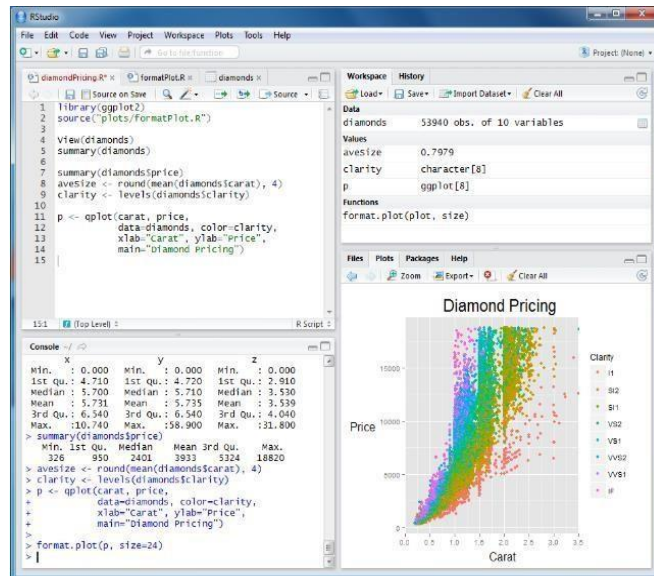 RStudio
File Edit Code View Project Workspace Plots Tools Help
Go to file/function
Project: (None)
diamondPricing.R* formatPlot.R diamonds
Source on Save Source
1 library(ggplot2)
2 source("plots/formatPlot.R")
3
4 View(diamonds)
5 summary(diamonds)
6
7 summary(diamonds$price)
8 avesize <- round(mean(diamonds$carat), 4)
9 clarity <- levels(diamonds$clarity)
10
11 p <- qplot(carat, price,
12 data=diamonds, color=clarity,
13 xlab="Carat", ylab="Price",
14 main="Diamond Pricing")
15
15:1 (Top Level) R Script
Console ~/
x y z
Min. : 0.000 Min. : 0.000 Min. : 0.000
1st Qu.: 4.710 1st Qu.: 4.720 1st Qu.: 2.910
Median : 5.700 Median : 5.710 Median : 3.530
Mean : 5.731 Mean : 5.735 Mean : 3.539
3rd Qu.: 6.540 3rd Qu.: 6.540 3rd Qu.: 4.040
Max. :10.740 Max. :58.900 Max. :31.800
> summary(diamonds$price)
Min. 1st Qu. Median Mean 3rd Qu. Max.
326 950 2401 3933 5324 18820
> avesize <- round(mean(diamonds$carat), 4)
> clarity <- levels(diamonds$clarity)
> p <- qplot(carat, price,
+ data=diamonds, color=clarity,
+ xlab="Carat", ylab="Price",
+ main="Diamond Pricing")
>
> format.plot(p, size=24)
>
Workspace History
Load Save Import Dataset Clear All
Data
diamonds 53940 obs. of 10 variables
Values
avesize 0.7979
clarity character[8]
p ggplot[8]
Functions
format.plot(plot, size)
Files Plots Packages Help
Zoom Export Clear All
Diamond Pricing
Price
15000
10000
5000
0
0.0 0.5 1.0 1.5 2.0 2.5 3.0 3.5
Carat
Clarity
I1
SI2
SI1
VS2
VS1
VVS2
VVS1
IF